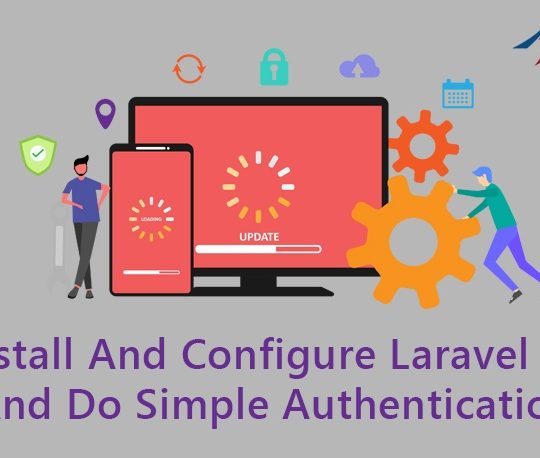 LOADING
UPDATE
stall And Configure Laravel
nd Do Simple Authenticatio